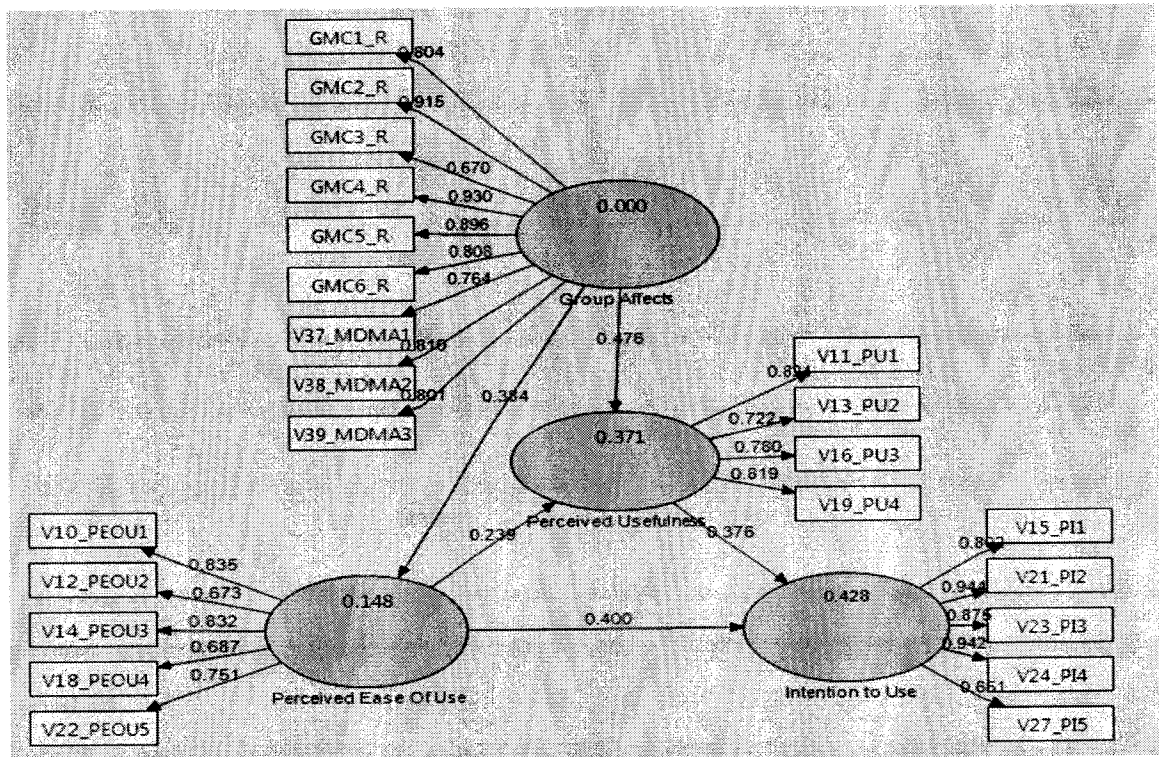 GMC1_R
0.804
GMC2_R
0.915
GMC3_R
0.670
GMC4_R
0.930
GMC5_R
0.896
GMC6_R
0.808
0.764
V37_MDMA1
V38_MDMA2
0.801
V39_MDMA3
0.000
Group Affects
0.384
V11_PU1
0.722
V13_PU2
0.780
V16_PU3
0.819
V19_PU4
0.371
Perceived Usefulness
0.239
0.376
V10_PEOU1
0.835
V12_PEOU2
0.673
V14_PEOU3
0.832
V18_PEOU4
0.687
V22_PEOU5
0.751
0.148
Perceived Ease Of Use
0.400
0.428
Intention to Use
V15_PI1
0.944
V21_PI2
0.875
V23_PI3
0.942
V24_PI4
V27_PI5